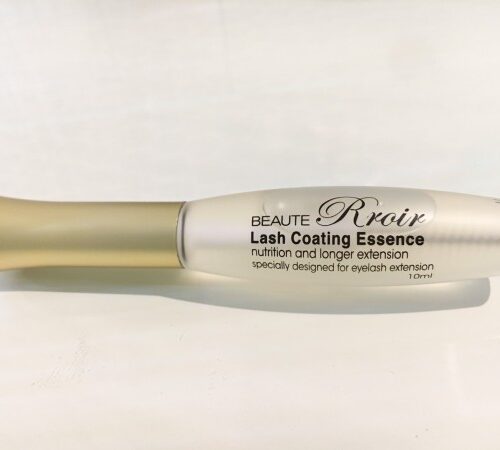 BEAUTE Rroir
Lash Coating Essence
nutrition and longer extension
specially designed for eyelash extension
10ml